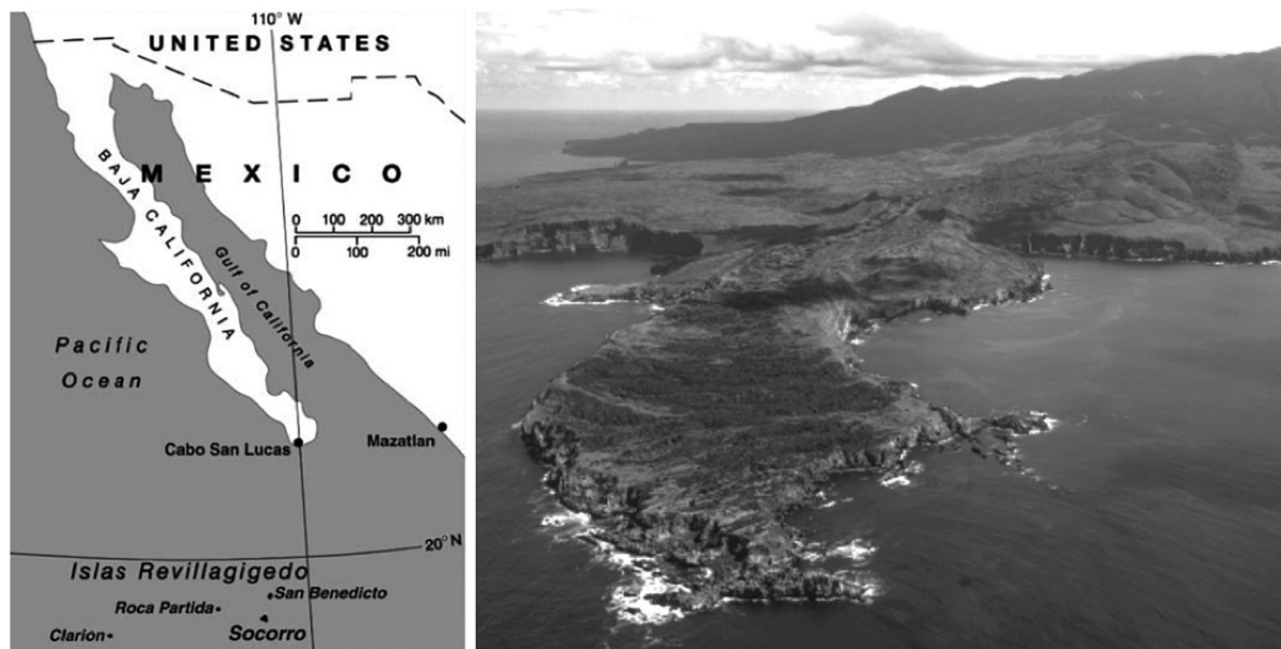 110° W
UNITED STATES
MEXICO
BAJA CALIFORNIA
0 100 200 300 km
0 100 200 mi
Gulf of California
Pacific
Ocean
Cabo San Lucas
Mazatlan
20° N
Islas Revillagigedo
San Benedicto
Roca Partida
Socorro
Clarion